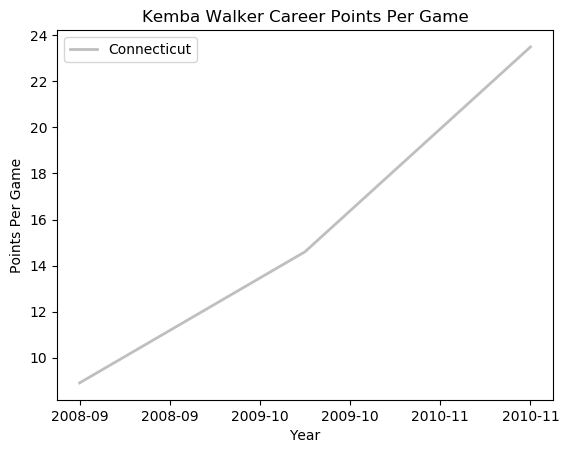 Kemba Walker Career Points Per Game
Connecticut
Points Per Game
24
22
20
18
16
14
12
10
2008-09 2008-09 2009-10 2009-10 2010-11 2010-11
Year